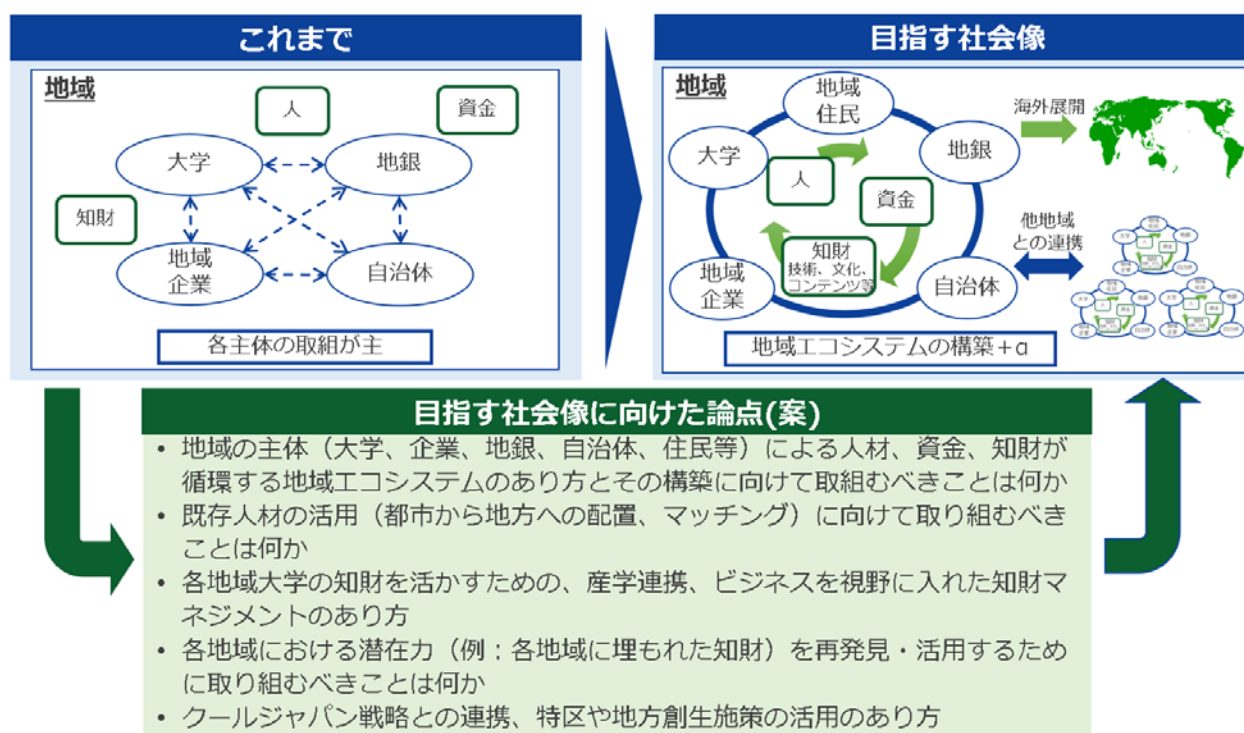 これまで
地域
人
資金
大学
地銀
知財
地域
企業
自治体
各主体の取組が主
目指す社会像
地域
地域
住民
大学
地銀
人
資金
知財
技術、文化、
コンテンツ等
地域
企業
自治体
地域エコシステムの構築+α
海外展開
他地域
との連携
目指す社会像に向けた論点(案)
• 地域の主体（大学、企業、地銀、自治体、住民等）による人材、資金、知財が
循環する地域エコシステムのあり方とその構築に向けて取組むべきことは何か
• 既存人材の活用（都市から地方への配置、マッチング）に向けて取り組むべき
ことは何か
• 各地域大学の知財を活かすための、産学連携、ビジネスを視野に入れた知財マ
ネジメントのあり方
• 各地域における潜在力（例：各地域に埋もれた知財）を再発見・活用するため
に取り組むべきことは何か
• クールジャパン戦略との連携、特区や地方創生施策の活用のあり方